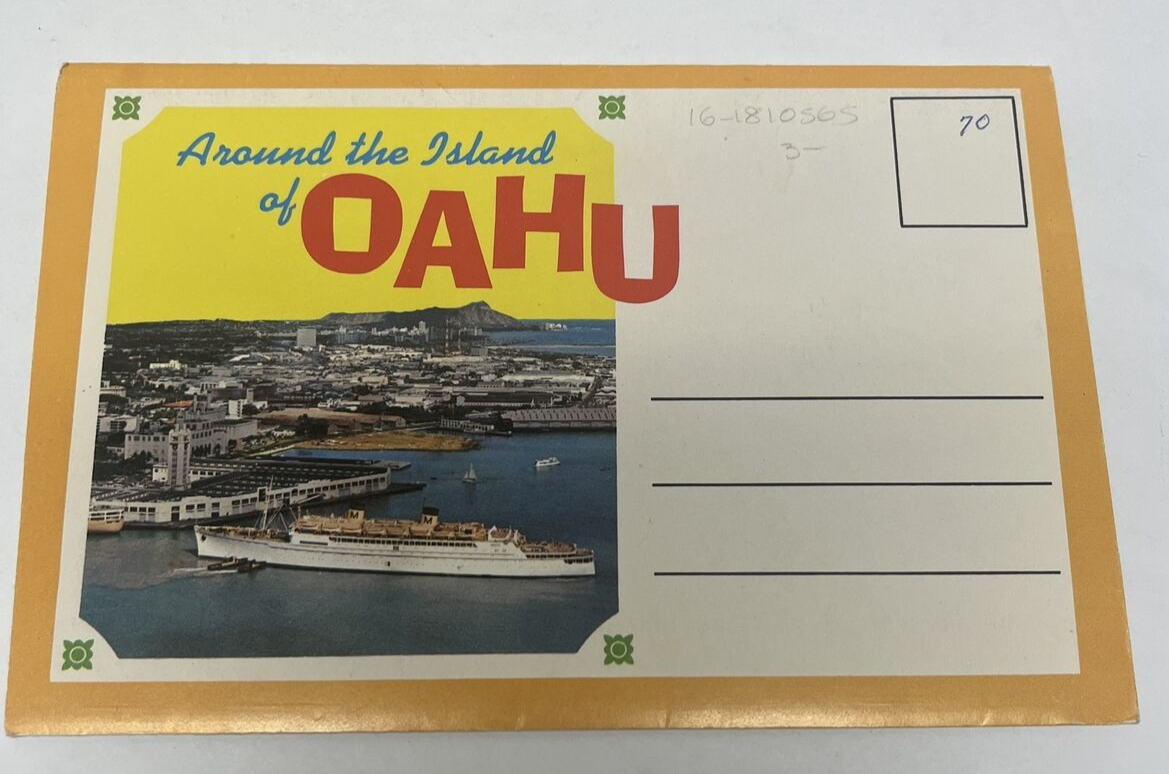 Around the Island
of OAHU
16-1810565
3-
70
M M